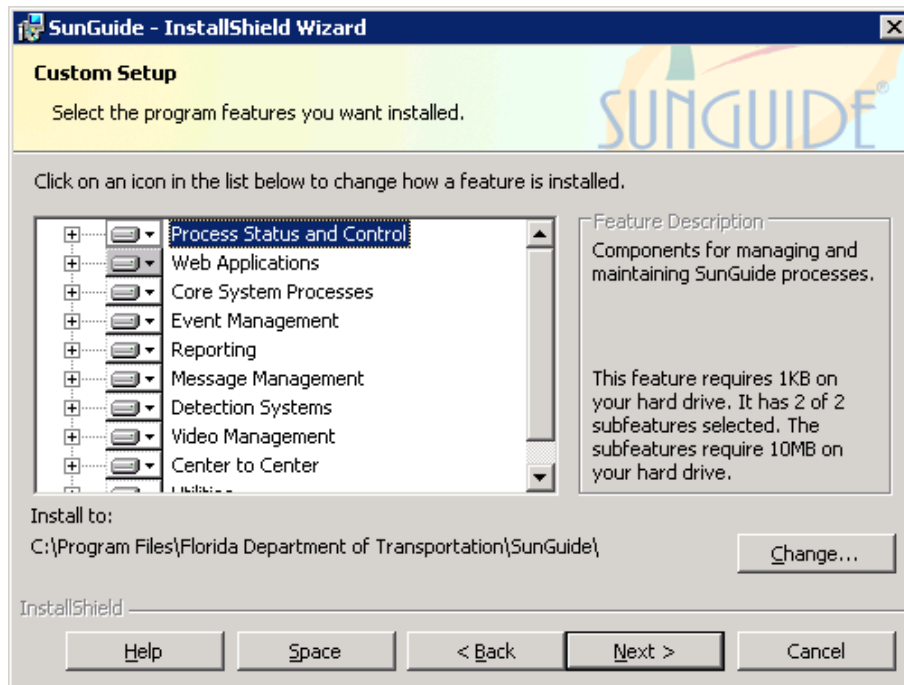 SunGuide - InstallShield Wizard
Custom Setup
Select the program features you want installed.
SUNGUIDE®
Click on an icon in the list below to change how a feature is installed.
Process Status and Control
Web Applications
Core System Processes
Event Management
Reporting
Message Management
Detection Systems
Video Management
Center to Center
Utilities
Feature Description
Components for managing and
maintaining SunGuide processes.
This feature requires 1KB on
your hard drive. It has 2 of 2
subfeatures selected. The
subfeatures require 10MB on
your hard drive.
Install to:
C:\Program Files\Florida Department of Transportation\SunGuide\
Change...
InstallShield
Help
Space
< Back
Next >
Cancel